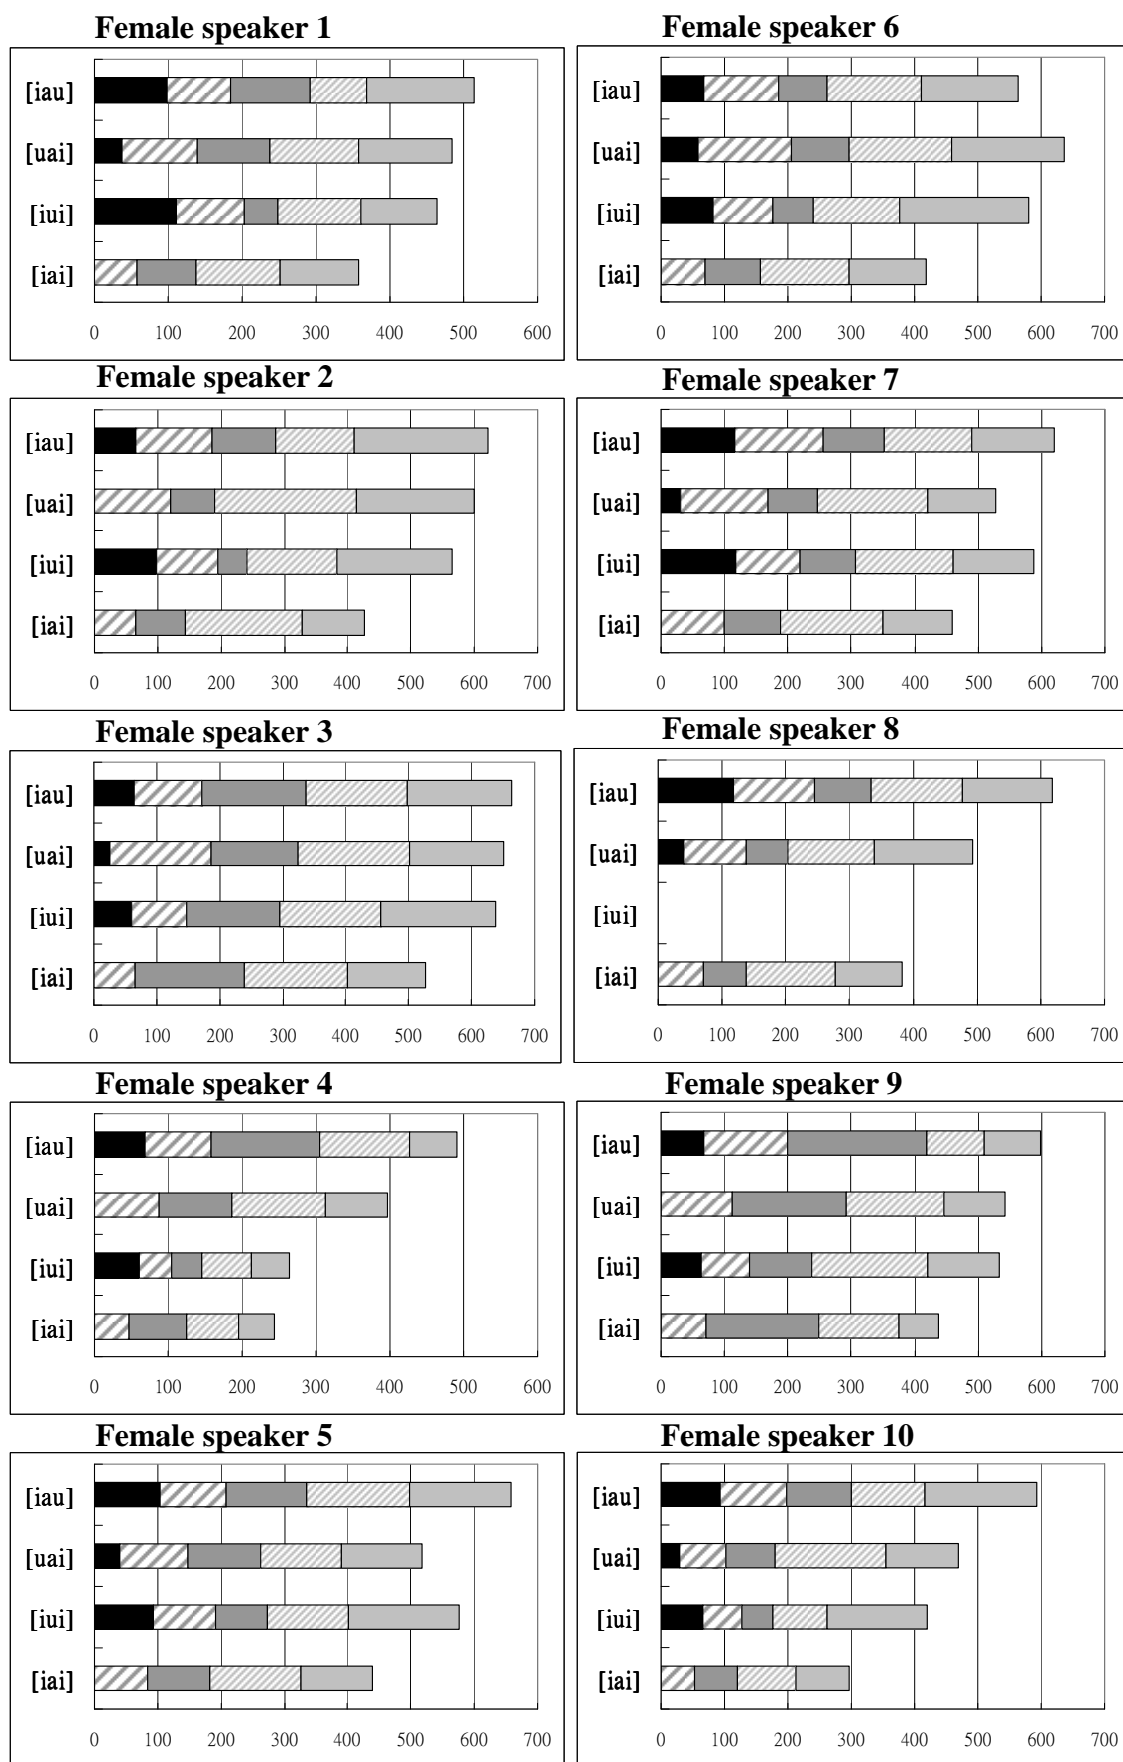 Female speaker 1
[iau]
[uai]
[iui]
[iai]
0 100 200 300 400 500 600
Female speaker 2
[iau]
[uai]
[iui]
[iai]
0 100 200 300 400 500 600 700
Female speaker 3
[iau]
[uai]
[iui]
[iai]
0 100 200 300 400 500 600 700
Female speaker 4
[iau]
[uai]
[iui]
[iai]
0 100 200 300 400 500 600
Female speaker 5
[iau]
[uai]
[iui]
[iai]
0 100 200 300 400 500 600 700
Female speaker 6
[iau]
[uai]
[iui]
[iai]
0 100 200 300 400 500 600 700
Female speaker 7
[iau]
[uai]
[iui]
[iai]
0 100 200 300 400 500 600 700
Female speaker 8
[iau]
[uai]
[iui]
[iai]
0 100 200 300 400 500 600 700
Female speaker 9
[iau]
[uai]
[iui]
[iai]
0 100 200 300 400 500 600 700
Female speaker 10
[iau]
[uai]
[iui]
[iai]
0 100 200 300 400 500 600 700